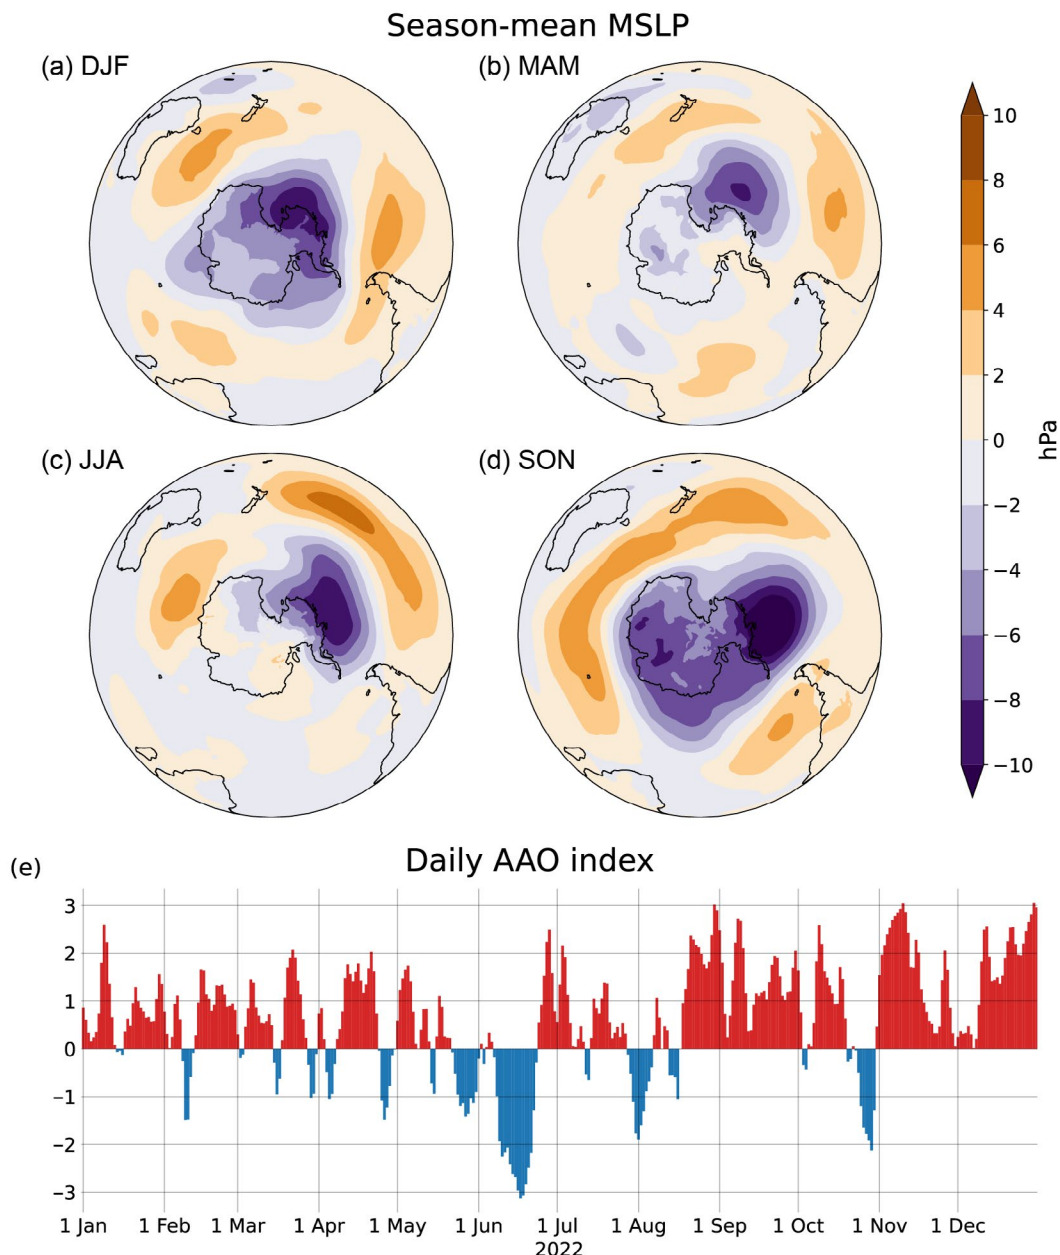 Season-mean MSLP
(a) DJF
(b) MAM
10
8
6
4
2
0
−2
−4
−6
−8
−10
hPa
(c) JJA
(d) SON
(e)
Daily AAO index
3
2
1
0
−1
−2
−3
1 Jan 1 Feb 1 Mar 1 Apr 1 May 1 Jun 1 Jul 1 Aug 1 Sep 1 Oct 1 Nov 1 Dec
2022